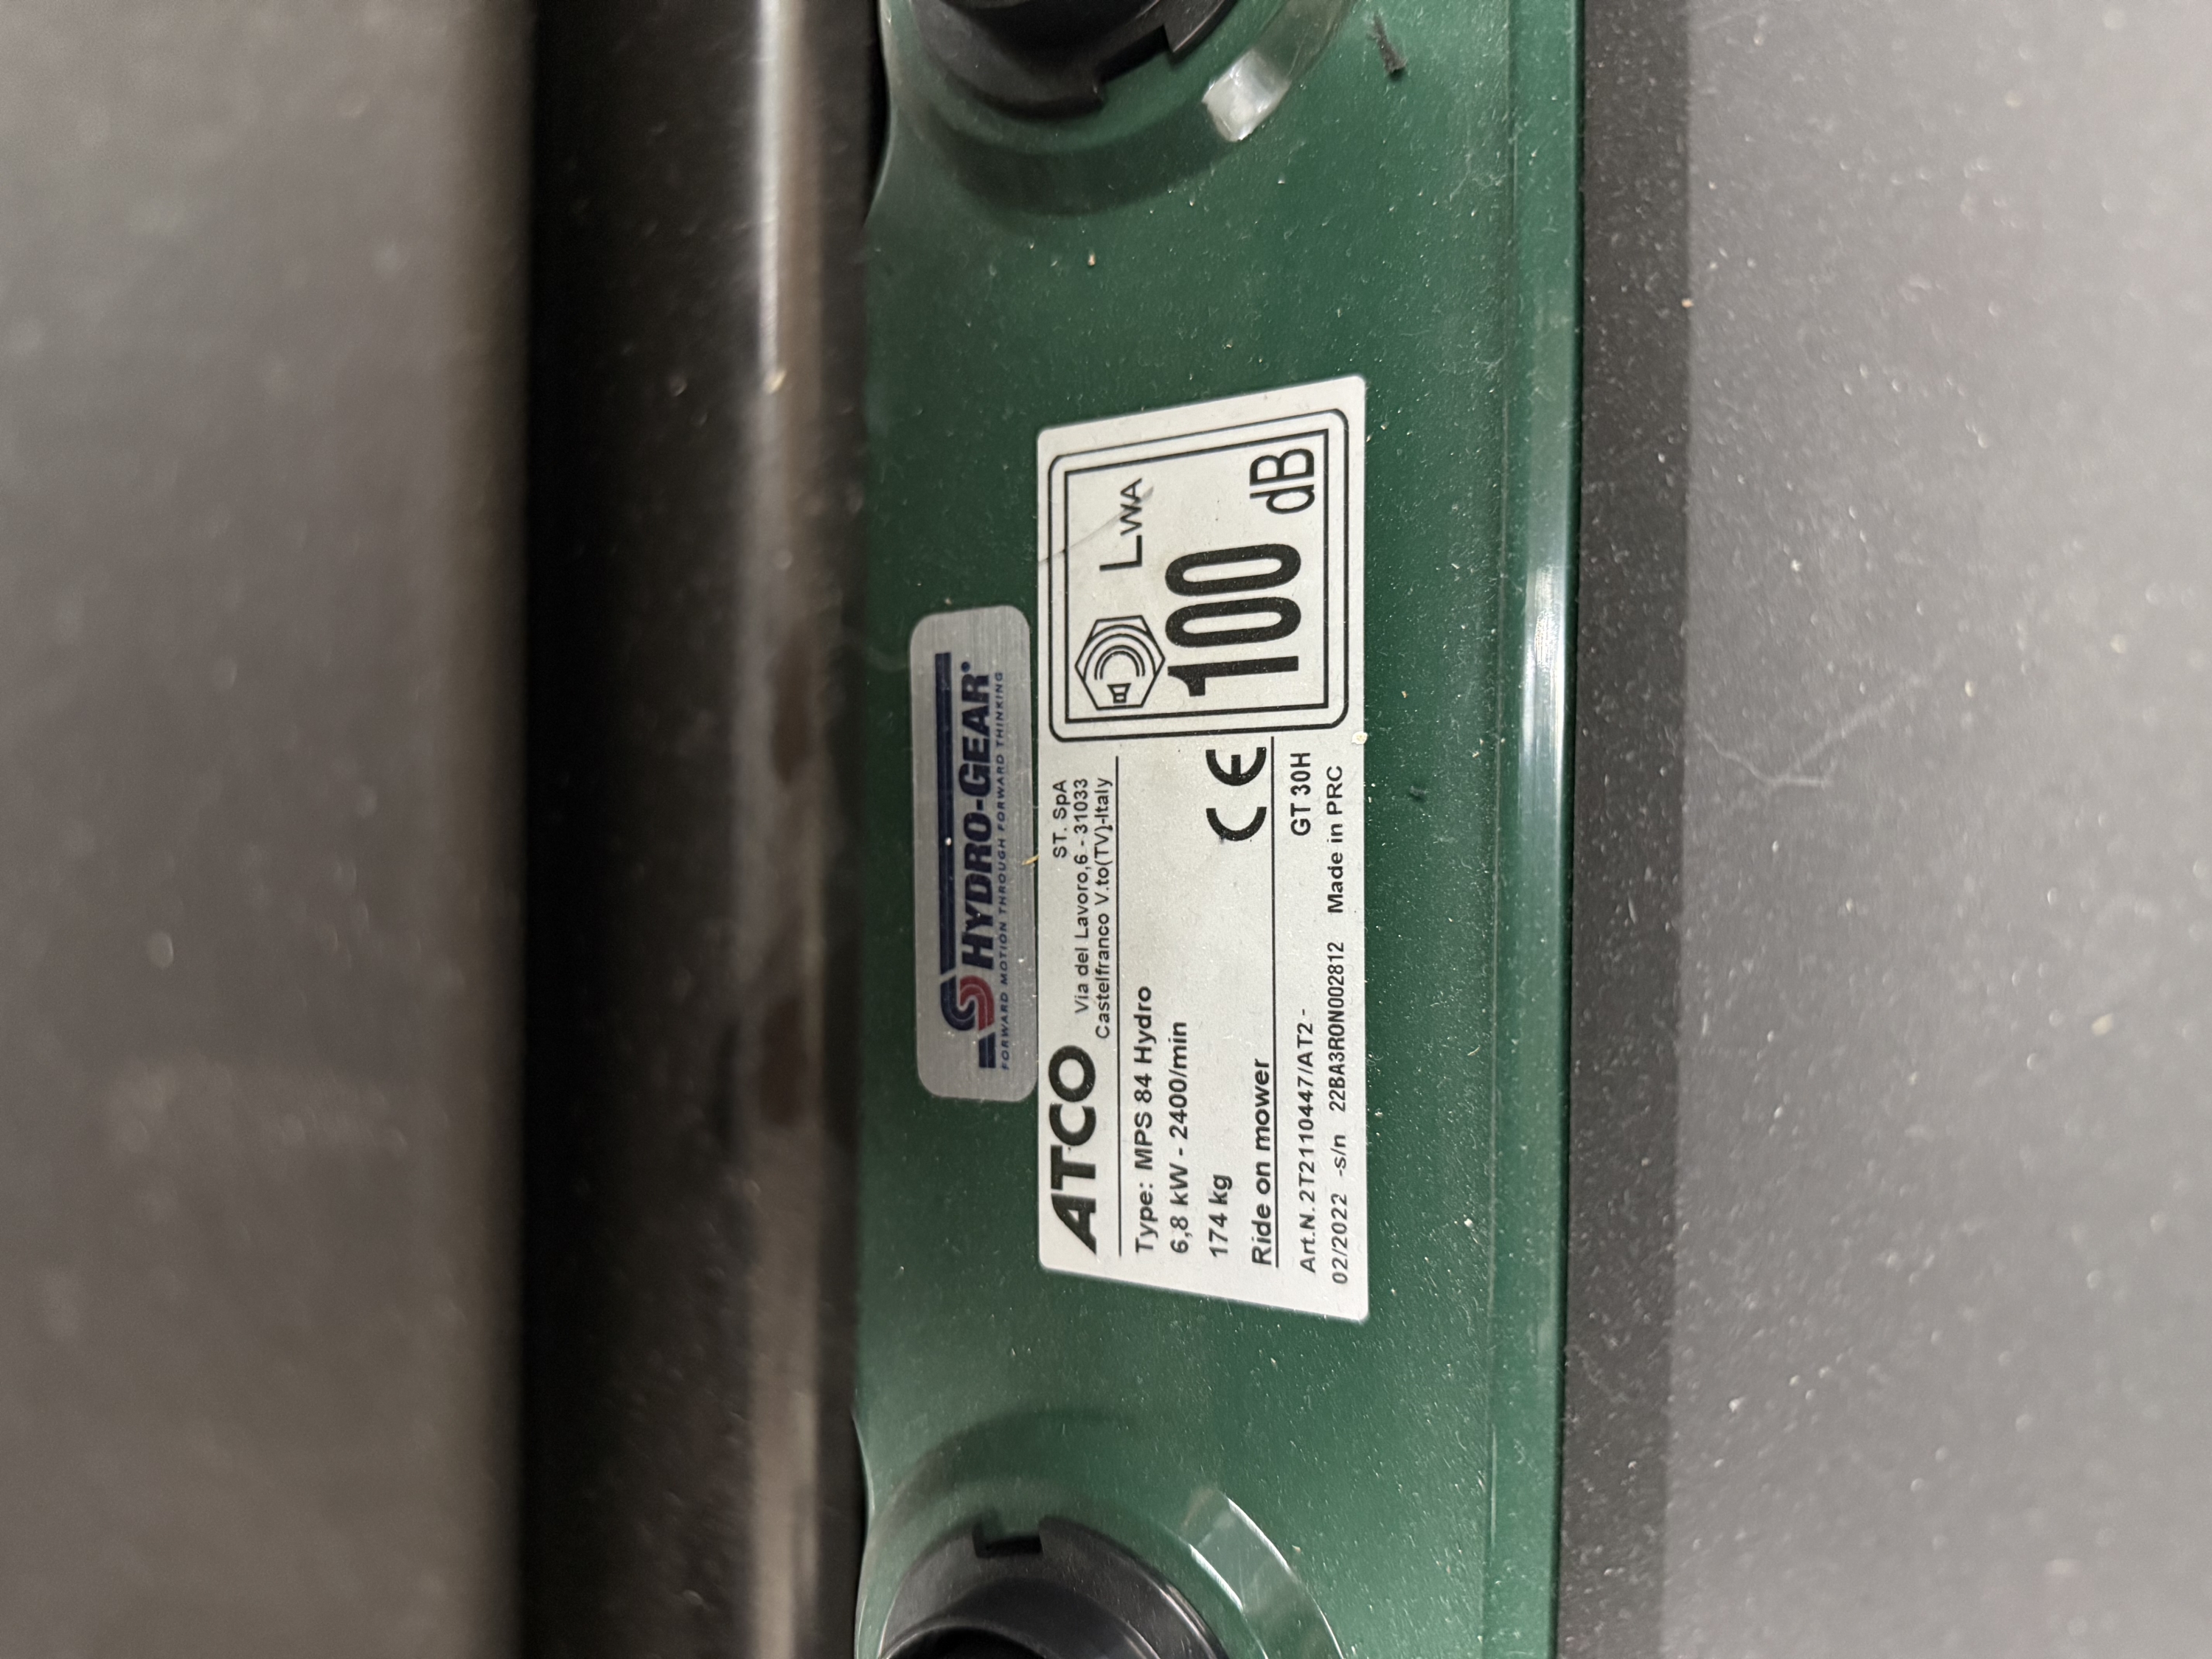 HYDRO-GEAR®
FORWARD MOTION THROUGH FORWARD THINKING
ATCO
ST. SpA
Via del Lavoro,6 - 31033
Castelfranco V.to(TV)-Italy
Type: MPS 84 Hydro
6,8 kW - 2400/min
174 kg
CE
Ride on mower
Art.N. 2T2110447/AT2 - GT 30H
02/2022 -s/n 22BA3RON002812 Made in PRC
LWA
100 dB